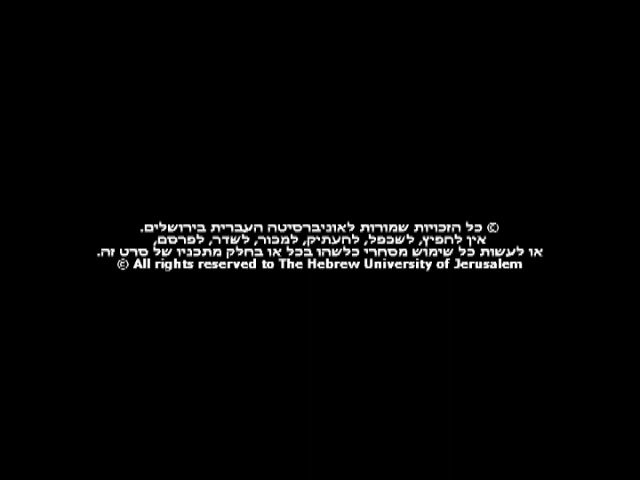 © כל הזכויות שמורות לאוניברסיטה העברית בירושלים.
אין להפיץ, לשכפל, להעתיק, למכור, לשדר, לפרסם,
או לעשות כל שימוש מסחרי כלשהו בכל או בחלק מתכניו של סרט זה.
© All rights reserved to The Hebrew University of Jerusalem